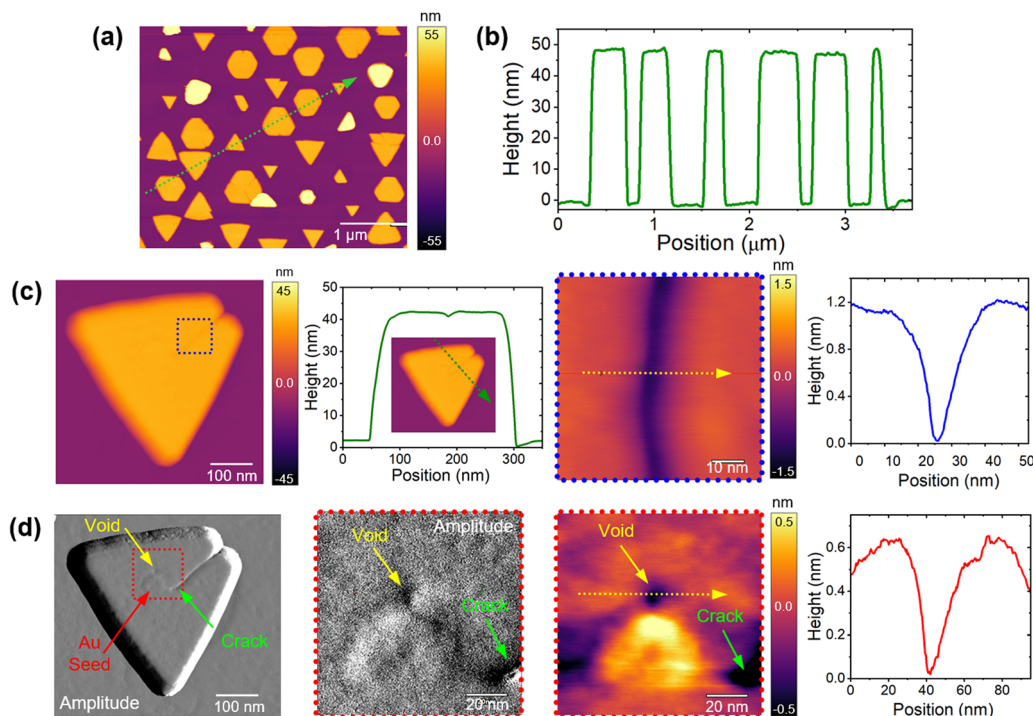 (a)
nm
55
0.0
-55
1 μm
(b)
Height (nm)
50
40
30
20
10
0
0
1
2
3
Position (μm)
(c)
nm
45
0.0
-45
100 nm
Height (nm)
50
40
30
20
10
0
0
100
200
300
Position (nm)
10 nm
nm
1.5
0.0
-1.5
Height (nm)
1.2
0.8
0.4
0.0
0
13
25
40
53
Position (nm)
(d)
Void
Au
Seed
Crack
Amplitude
100 nm
Amplitude
Void
Crack
20 nm
Void
Crack
20 nm
nm
0.5
0.0
-0.5
Height (nm)
0.6
0.4
0.2
0.0
0
20
40
60
80
Position (nm)